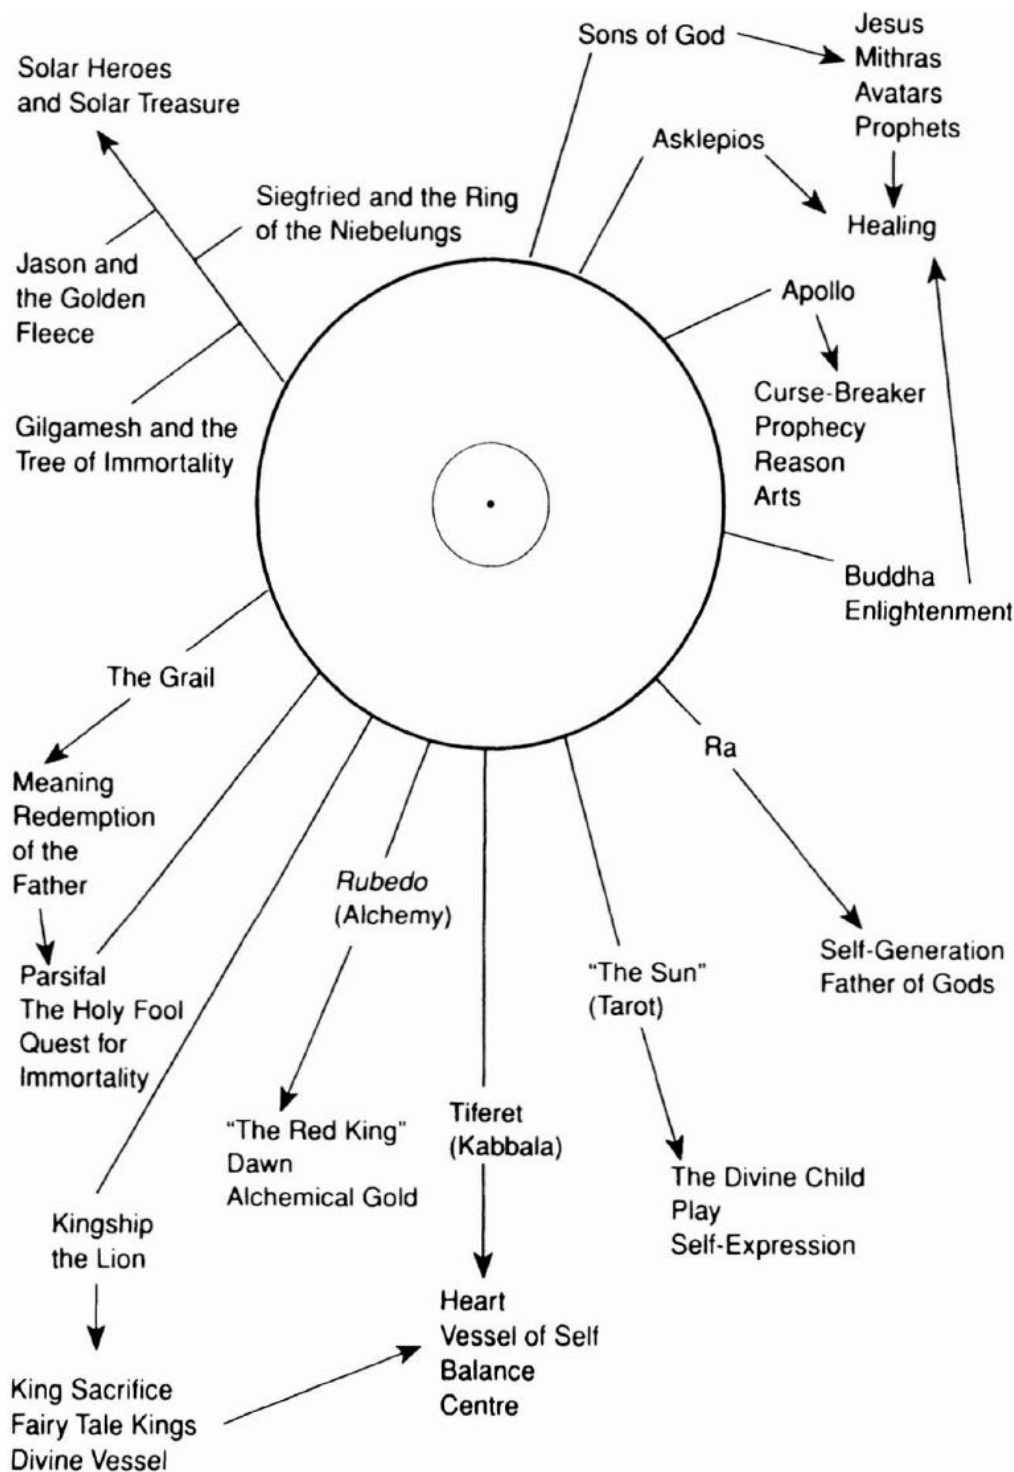 Solar Heroes
and Solar Treasure
Siegfried and the Ring
of the Niebelungs
Jason and
the Golden
Fleece
Gilgamesh and the
Tree of Immortality
Sons of God
Jesus
Mithras
Avatars
Prophets
Asklepios
Healing
Apollo
Curse-Breaker
Prophecy
Reason
Arts
Buddha
Enlightenment
Ra
Self-Generation
Father of Gods
"The Sun"
(Tarot)
The Divine Child
Play
Self-Expression
Tiferet
(Kabbala)
Heart
Vessel of Self
Balance
Centre
Rubedo
(Alchemy)
"The Red King"
Dawn
Alchemical Gold
Kingship
the Lion
King Sacrifice
Fairy Tale Kings
Divine Vessel
The Grail
Meaning
Redemption
of the
Father
Parsifal
The Holy Fool
Quest for
Immortality